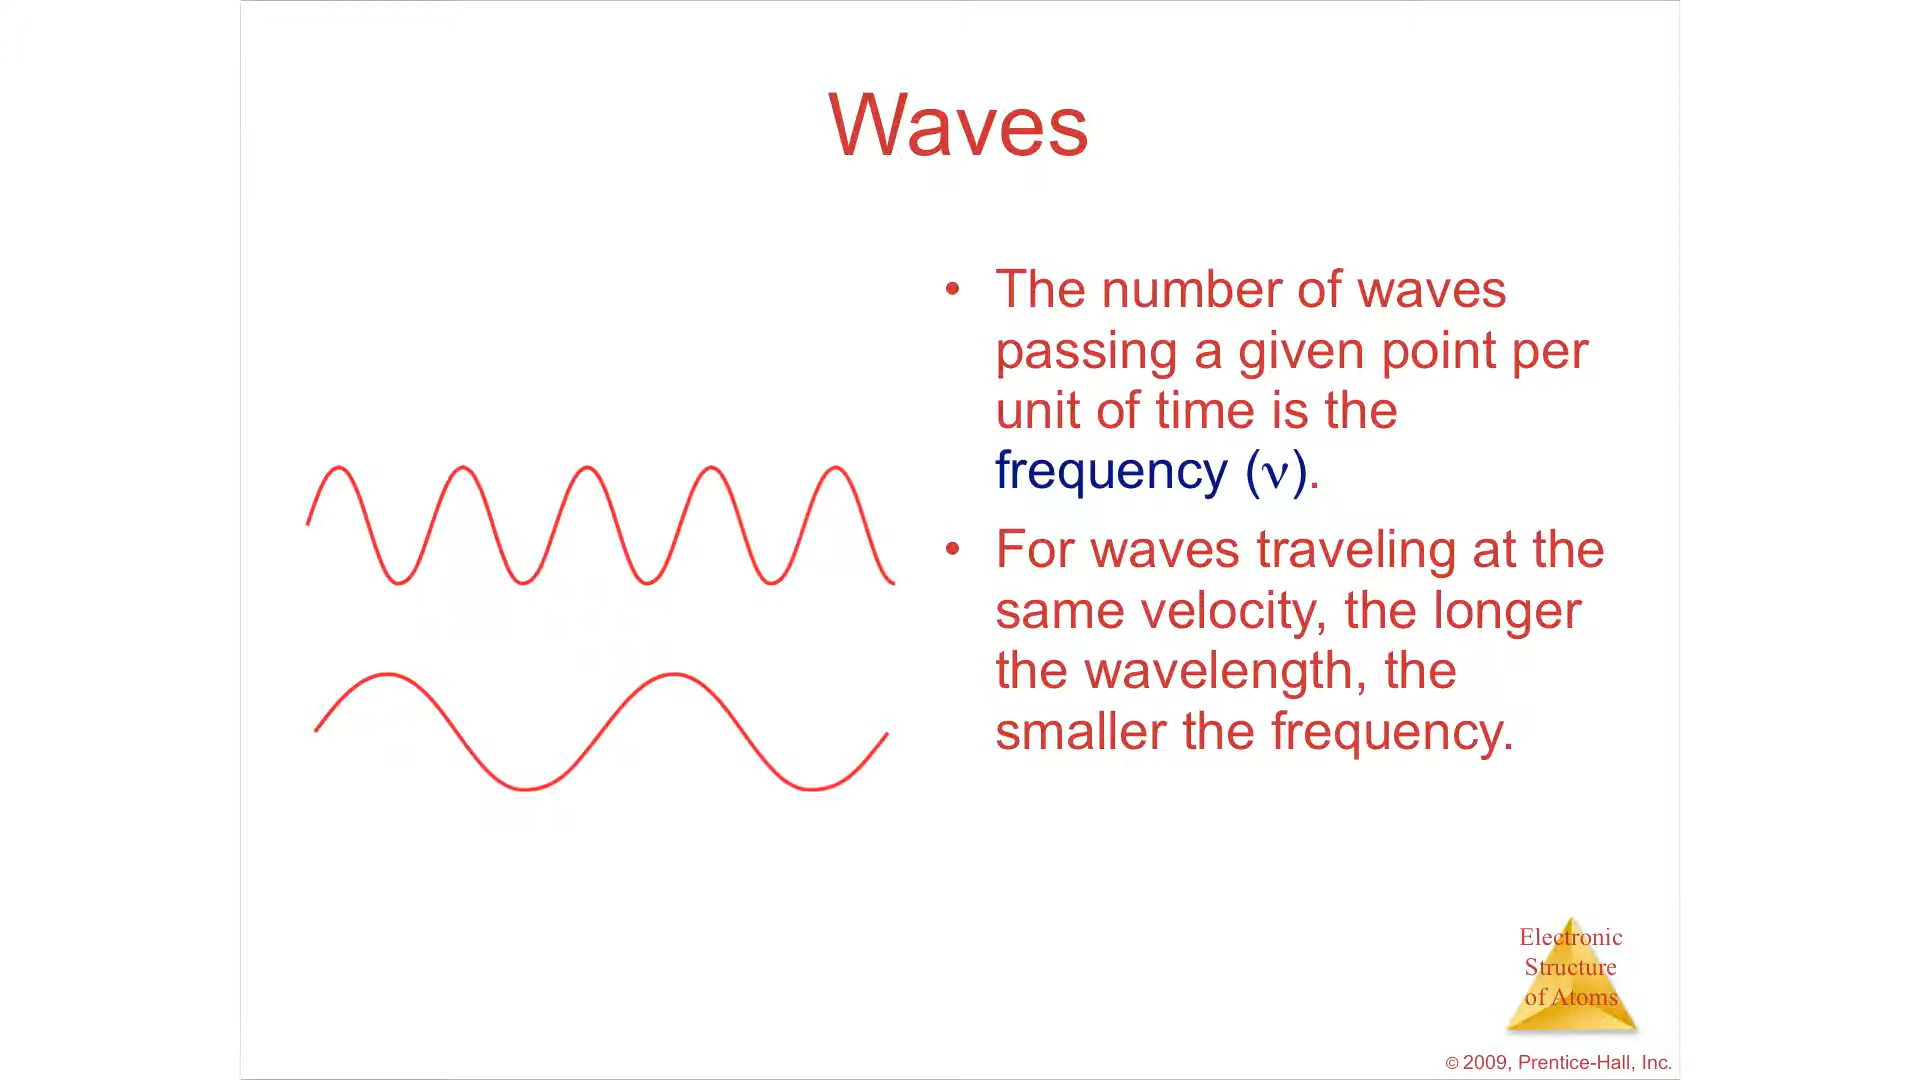 Waves
• The number of waves
passing a given point per
unit of time is the
frequency (ν).
• For waves traveling at the
same velocity, the longer
the wavelength, the
smaller the frequency.
Electronic
Structure
of Atoms
© 2009, Prentice-Hall, Inc.